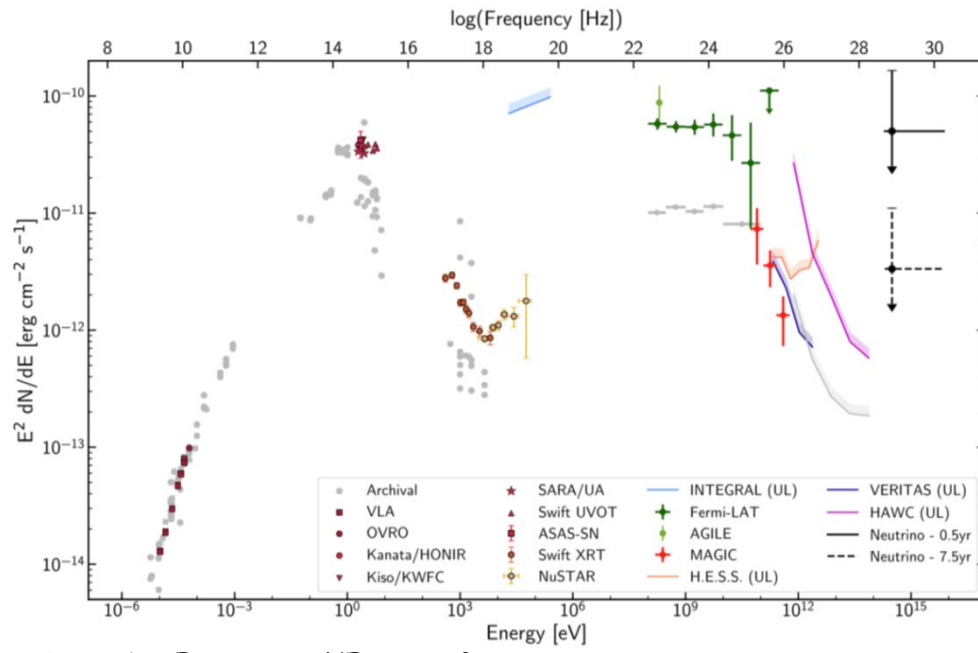 log(Frequency [Hz])
8 10 12 14 16 18 20 22 24 26 28 30
10⁻¹⁰
10⁻¹¹
10⁻¹²
10⁻¹³
10⁻¹⁴
E² dN/dE [erg cm⁻² s⁻¹]
Archival SARA/UA INTEGRAL (UL) VERITAS (UL)
VLA Swift UVOT Fermi-LAT HAWC (UL)
OVRO ASAS-SN AGILE Neutrino - 0.5yr
Kanata/HONIR Swift XRT MAGIC Neutrino - 7.5yr
Kiso/KWFC NuSTAR H.E.S.S. (UL)
10⁻⁶ 10⁻³ 10⁰ 10³ 10⁶ 10⁹ 10¹² 10¹⁵
Energy [eV]